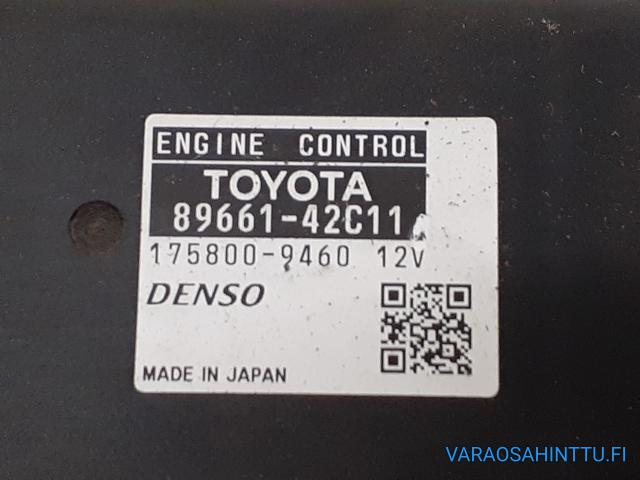 ENGINE CONTROL
TOYOTA
89661-42C11
175800-9460 12V
DENSO
MADE IN JAPAN
VARAOSAHINTTU.FI